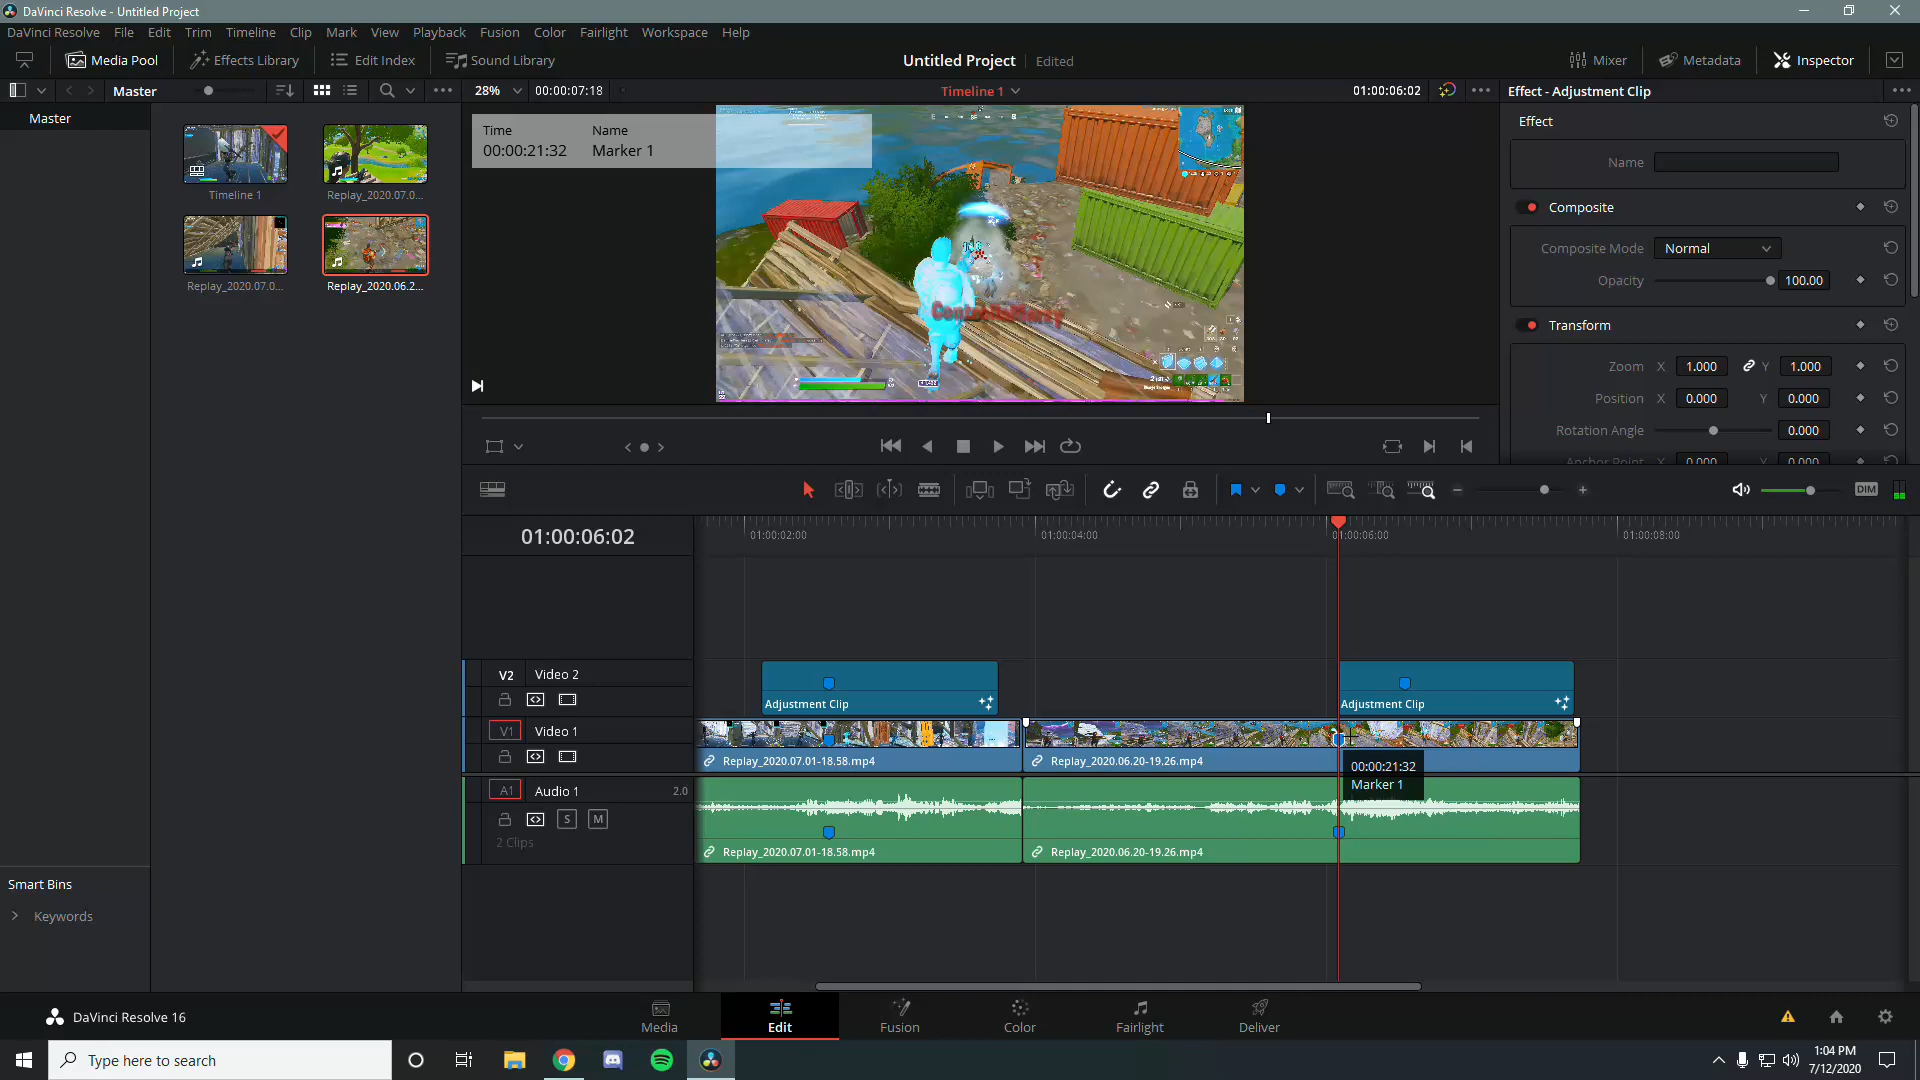 DaVinci Resolve - Untitled Project
DaVinci Resolve File Edit Trim Timeline Clip Mark View Playback Fusion Color Fairlight Workspace Help
Media Pool Effects Library Edit Index Sound Library Untitled Project Edited Mixer Metadata Inspector
Master 28% 00:00:07:18 Timeline 1 01:00:06:02 Effect - Adjustment Clip
Master
Timeline 1
Replay_2020.07.0...
Replay_2020.07.0...
Replay_2020.06.2...
Time Name
00:00:21:32 Marker 1
Effect
Name
Composite
Composite Mode Normal
Opacity 100.00
Transform
Zoom X 1.000 Y 1.000
Position X 0.000 Y 0.000
Rotation Angle 0.000
Anchor Point X 0.000 Y 0.000
DIM
01:00:06:02
01:00:02:00 01:00:04:00 01:00:06:00 01:00:08:00
V2 Video 2
Adjustment Clip Adjustment Clip
V1 Video 1
Replay_2020.07.01-18.58.mp4 Replay_2020.06.20-19.26.mp4
00:00:21:32
Marker 1
A1 Audio 1 2.0
S M
2 Clips
Replay_2020.07.01-18.58.mp4 Replay_2020.06.20-19.26.mp4
Smart Bins
Keywords
DaVinci Resolve 16
Media Edit Fusion Color Fairlight Deliver
Type here to search
1:04 PM
7/12/2020